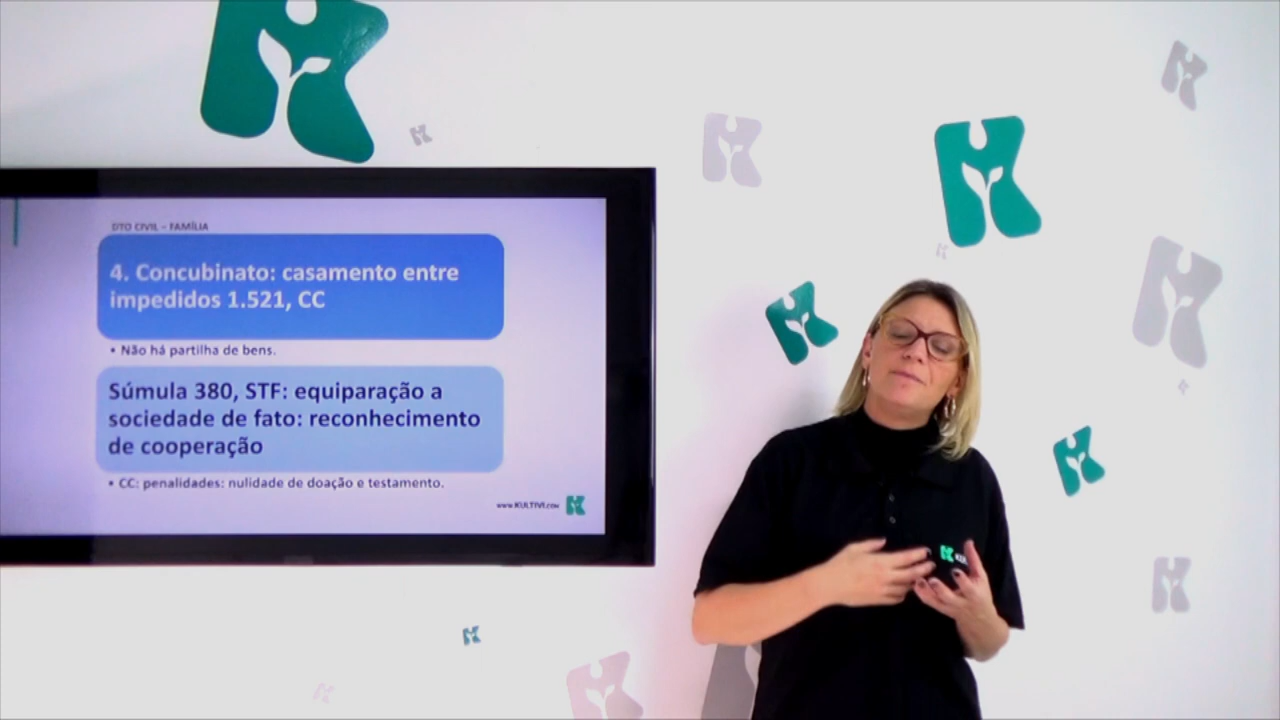 DTO CIVIL – FAMÍLIA
4. Concubinato: casamento entre
impedidos 1.521, CC
• Não há partilha de bens.
Súmula 380, STF: equiparação a
sociedade de fato: reconhecimento
de cooperação
• CC: penalidades: nulidade de doação e testamento.
www.KULTIVI.COM